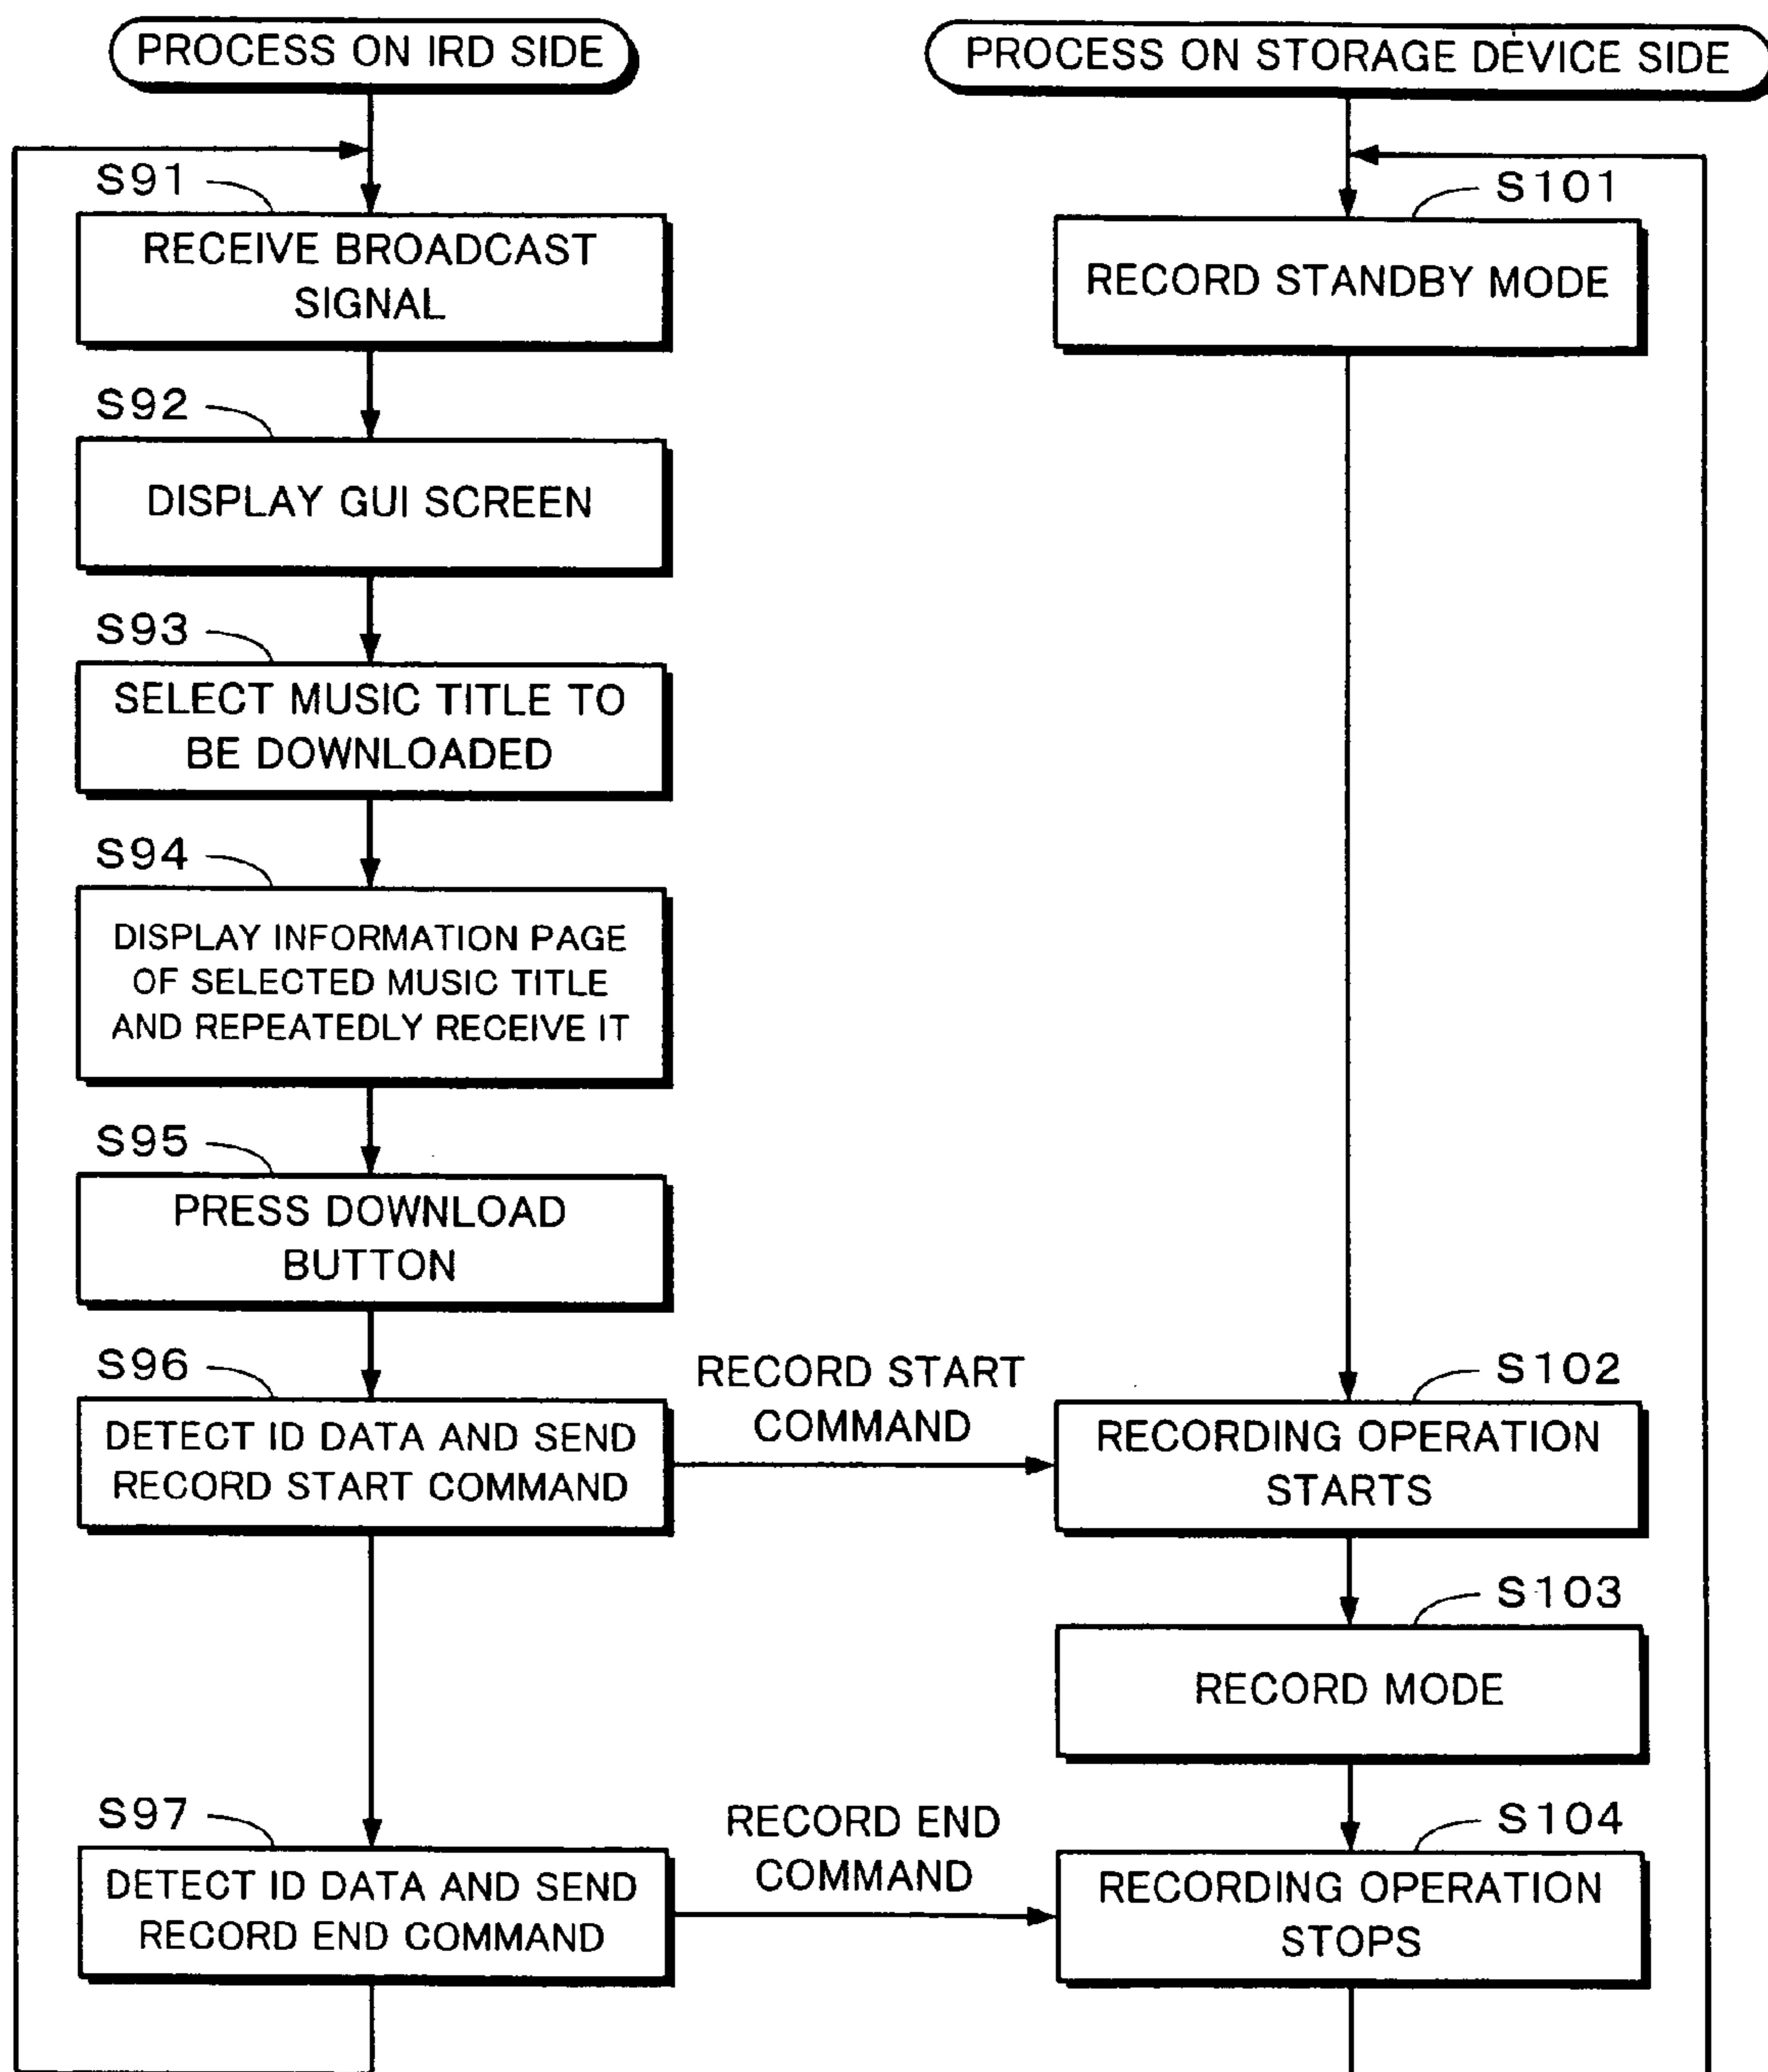 PROCESS ON IRD SIDE
S91
RECEIVE BROADCAST
SIGNAL
S92
DISPLAY GUI SCREEN
S93
SELECT MUSIC TITLE TO
BE DOWNLOADED
S94
DISPLAY INFORMATION PAGE
OF SELECTED MUSIC TITLE
AND REPEATEDLY RECEIVE IT
S95
PRESS DOWNLOAD
BUTTON
S96
DETECT ID DATA AND SEND
RECORD START COMMAND
RECORD START
COMMAND
S97
DETECT ID DATA AND SEND
RECORD END COMMAND
RECORD END
COMMAND
PROCESS ON STORAGE DEVICE SIDE
S101
RECORD STANDBY MODE
S102
RECORDING OPERATION
STARTS
S103
RECORD MODE
S104
RECORDING OPERATION
STOPS